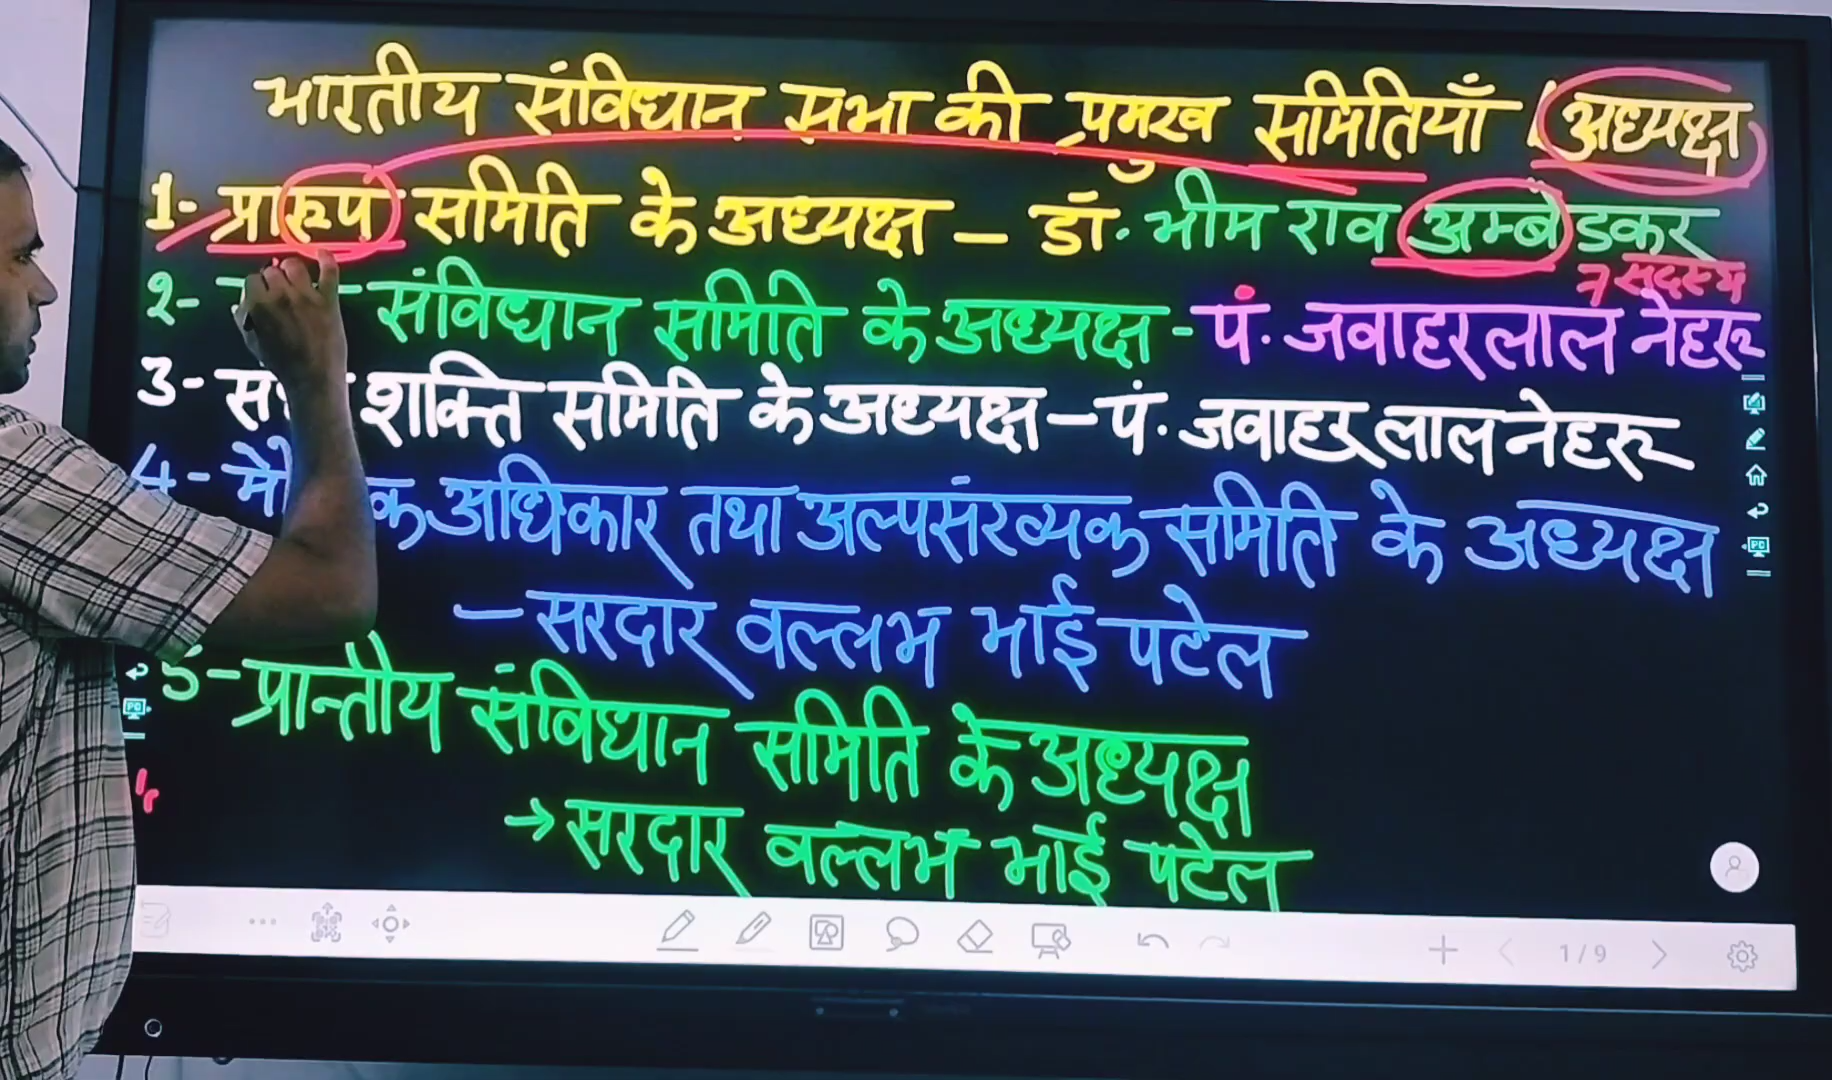 भारतीय संविधान सभा की प्रमुख समितियाँ (अध्यक्ष
1- प्रारूप समिति के अध्यक्ष – डॉ. भीम राव अम्बेडकर
7 सदस्य
2- संविधान समिति के अध्यक्ष - पं. जवाहरलाल नेहरू
3- शक्ति समिति के अध्यक्ष – पं. जवाहर लाल नेहरू
4- अधिकार तथा अल्पसंख्यक समिति के अध्यक्ष
– सरदार वल्लभ भाई पटेल
5- प्रान्तीय संविधान समिति के अध्यक्ष
→ सरदार वल्लभ भाई पटेल
1/9